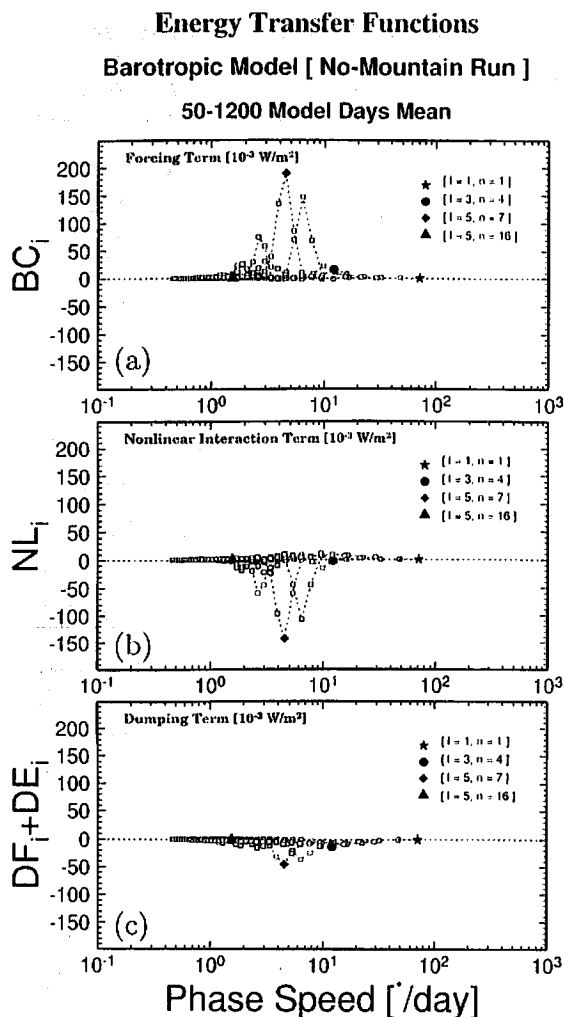 Energy Transfer Functions
Barotropic Model [ No-Mountain Run ]
50-1200 Model Days Mean
Forcing Term [10⁻³ W/m²]
[l = 1, n = 1]
[l = 3, n = 4]
[l = 5, n = 7]
[l = 5, n = 16]
200
150
100
50
0
-50
-100
-150
BCᵢ
(a)
10⁻¹ 10⁰ 10¹ 10² 10³
Nonlinear Interaction Term [10⁻³ W/m²]
[l = 1, n = 1]
[l = 3, n = 4]
[l = 5, n = 7]
[l = 5, n = 16]
200
150
100
50
0
-50
-100
-150
NLᵢ
(b)
10⁻¹ 10⁰ 10¹ 10² 10³
Dumping Term [10⁻³ W/m²]
[l = 1, n = 1]
[l = 3, n = 4]
[l = 5, n = 7]
[l = 5, n = 16]
200
150
100
50
0
-50
-100
-150
DFᵢ+DEᵢ
(c)
10⁻¹ 10⁰ 10¹ 10² 10³
Phase Speed [°/day]